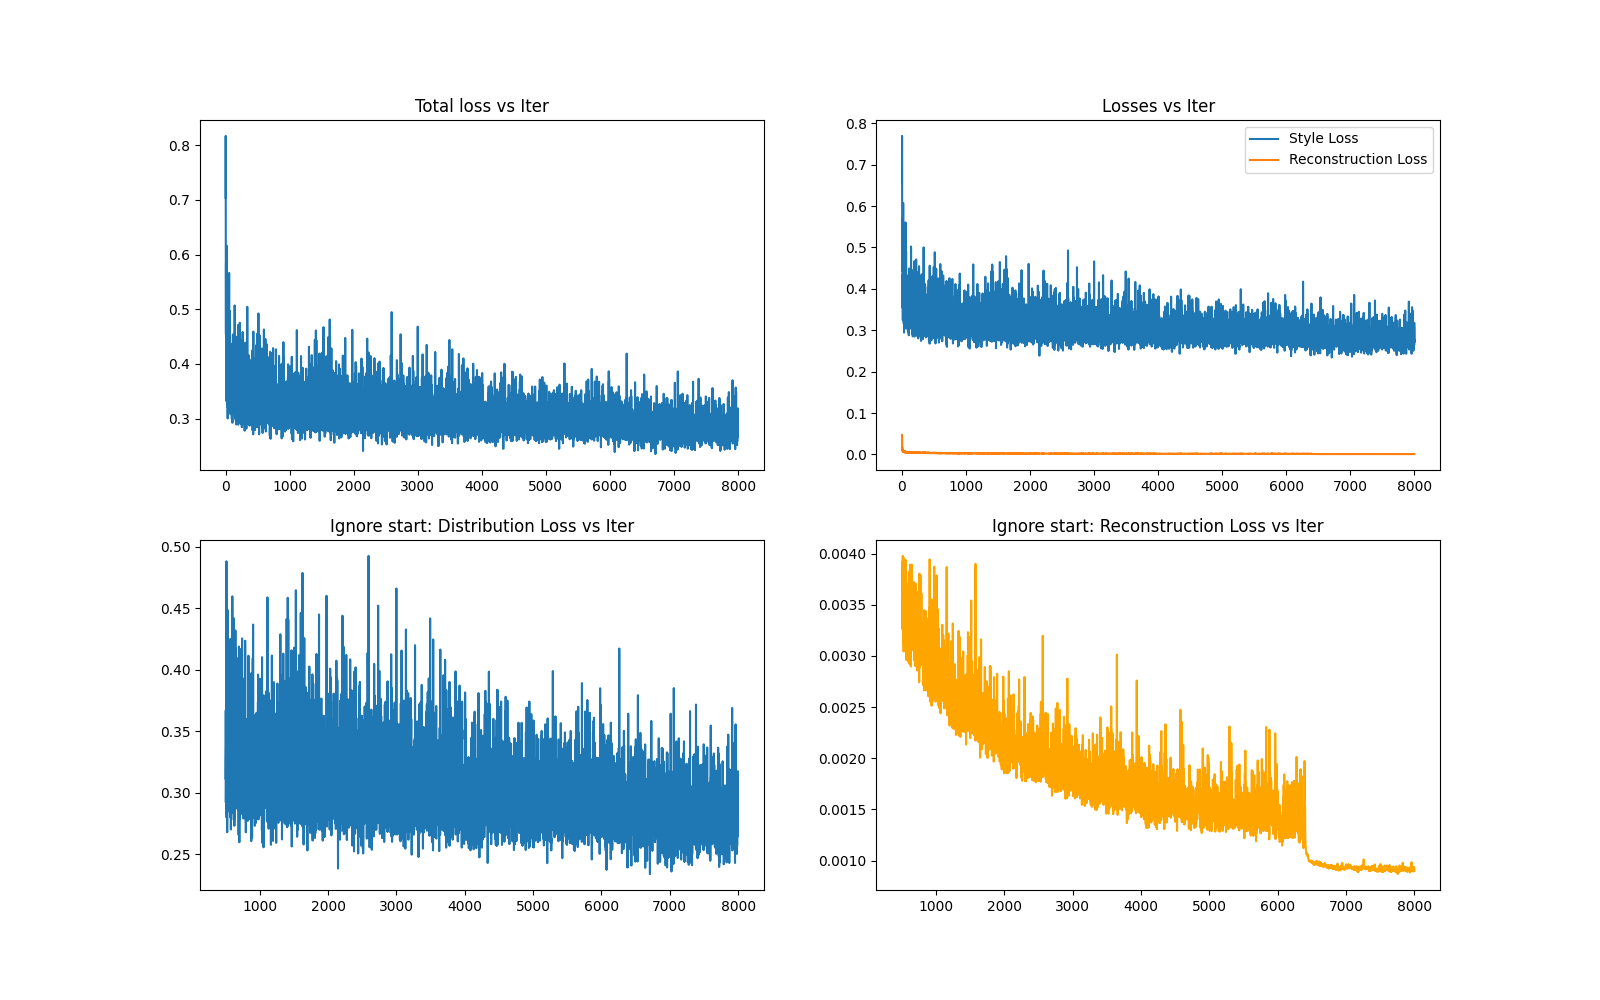 Total loss vs Iter
0.8
0.7
0.6
0.5
0.4
0.3
0 1000 2000 3000 4000 5000 6000 7000 8000
Losses vs Iter
0.8
0.7
0.6
0.5
0.4
0.3
0.2
0.1
0.0
Style Loss
Reconstruction Loss
0 1000 2000 3000 4000 5000 6000 7000 8000
Ignore start: Distribution Loss vs Iter
0.50
0.45
0.40
0.35
0.30
0.25
1000 2000 3000 4000 5000 6000 7000 8000
Ignore start: Reconstruction Loss vs Iter
0.0040
0.0035
0.0030
0.0025
0.0020
0.0015
0.0010
1000 2000 3000 4000 5000 6000 7000 8000